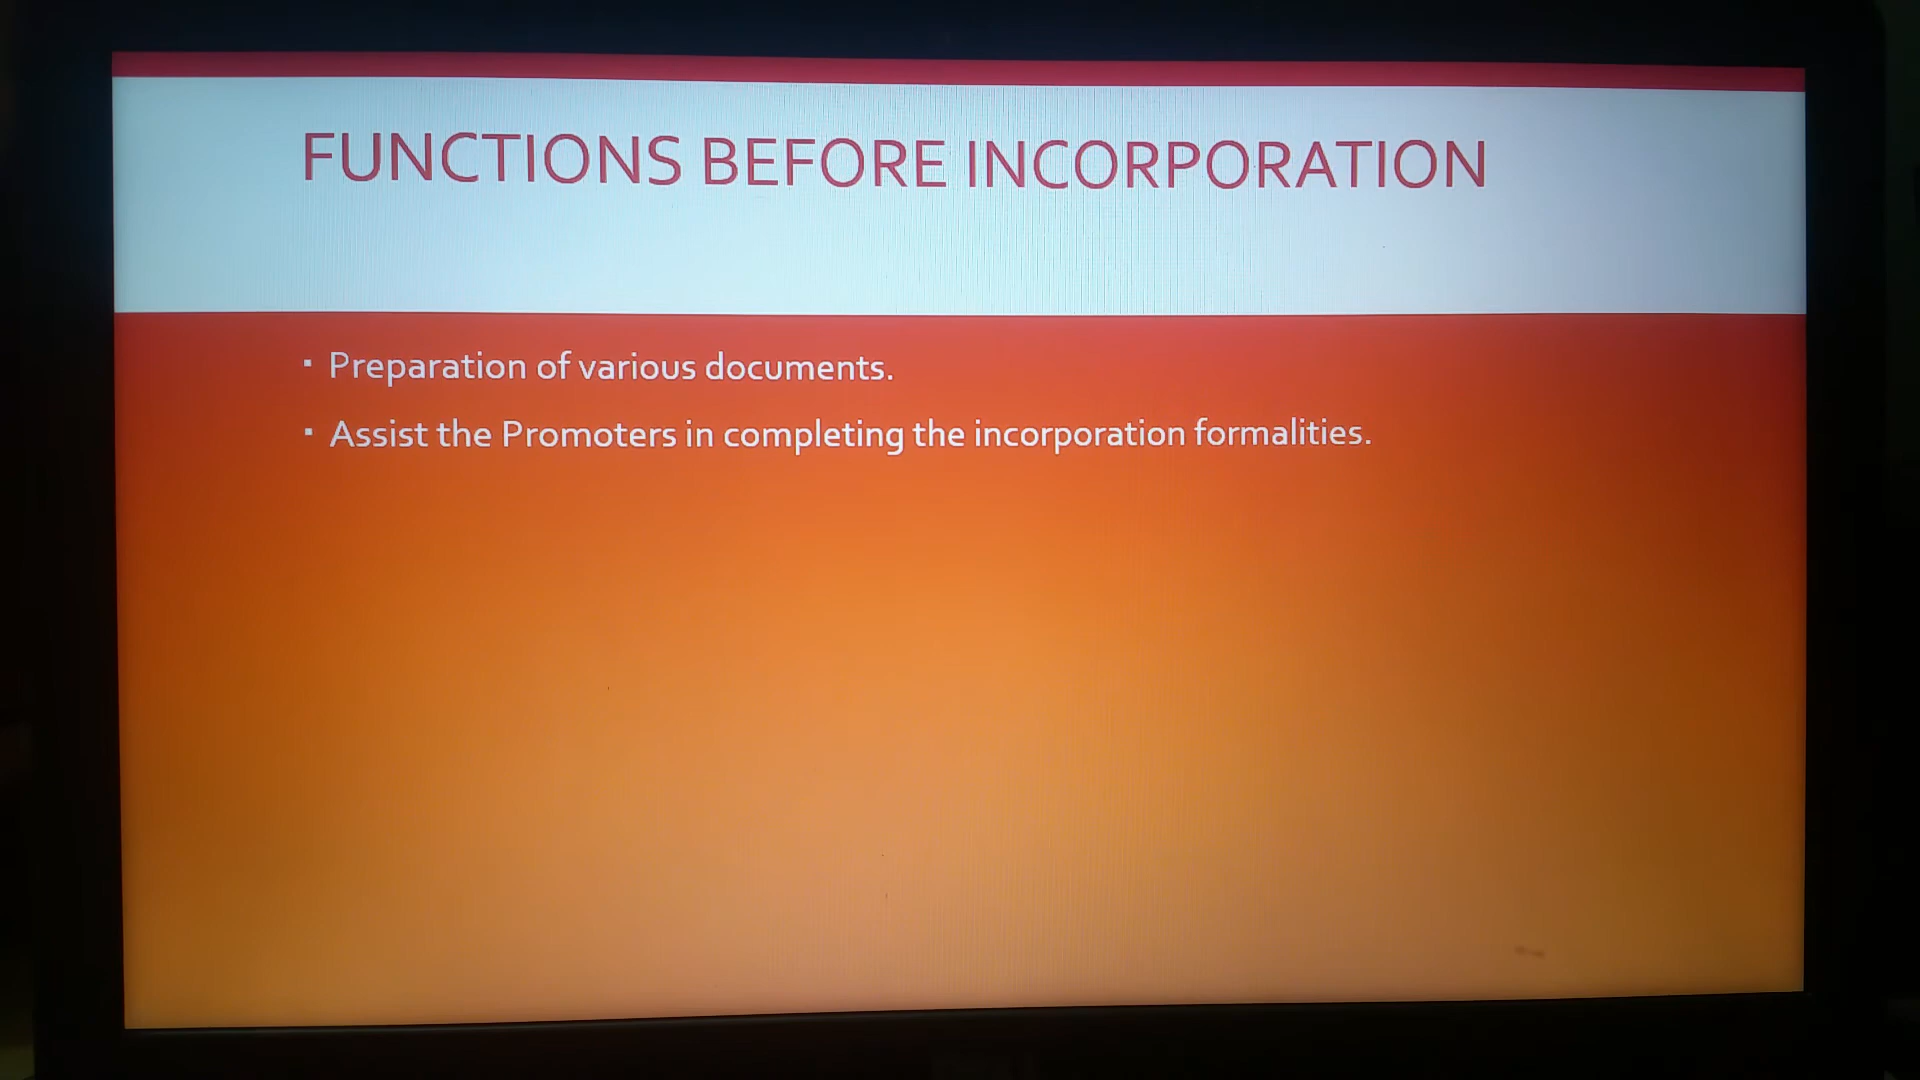 FUNCTIONS BEFORE INCORPORATION
▪ Preparation of various documents.
▪ Assist the Promoters in completing the incorporation formalities.